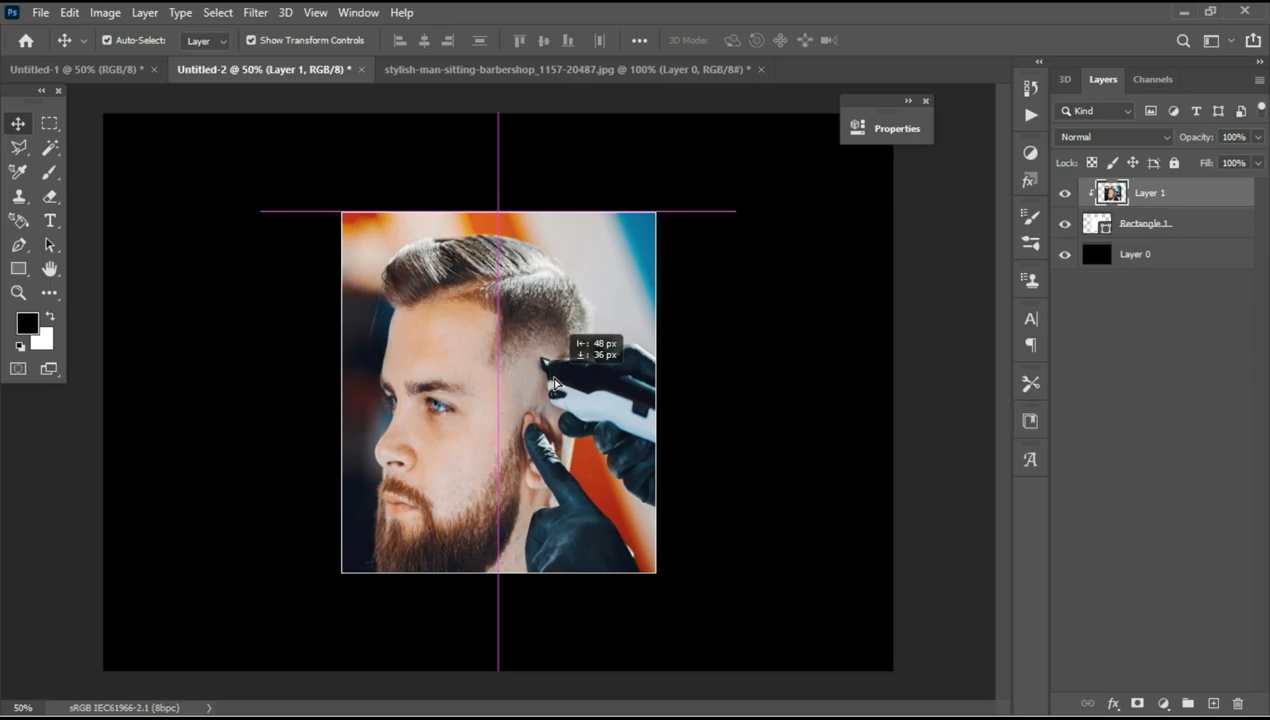 Ps File Edit Image Layer Type Select Filter 3D View Window Help
Auto-Select: Layer Show Transform Controls 3D Mode:
Untitled-1 @ 50% (RGB/8) * × Untitled-2 @ 50% (Layer 1, RGB/8) * × stylish-man-sitting-barbershop_1157-20487.jpg @ 100% (Layer 0, RGB/8#) * ×
3D Layers Channels
Kind
Properties
Normal Opacity: 100%
Lock: Fill: 100%
Layer 1
Rectangle 1
Layer 0
48 px
36 px
50% sRGB IEC61966-2.1 (8bpc)